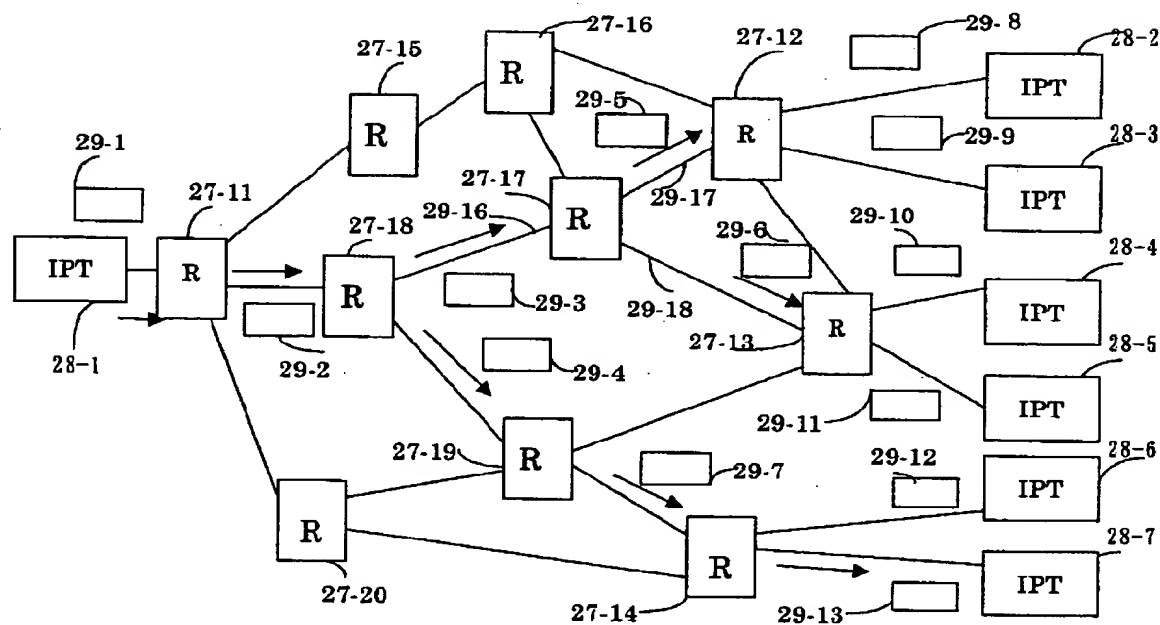 27-16
29-8
27-15
27-12
28-2
R
IPT
29-5
R
R
29-1
29-9
28-3
27-11
27-17
29-17
IPT
29-16
R
27-18
29-6
29-10
IPT
R
28-4
R
29-3
29-18
IPT
R
27-13
28-1
29-2
29-4
28-5
29-11
IPT
27-19
R
29-7
29-12
28-6
IPT
R
28-7
R
IPT
27-20
27-14
29-13